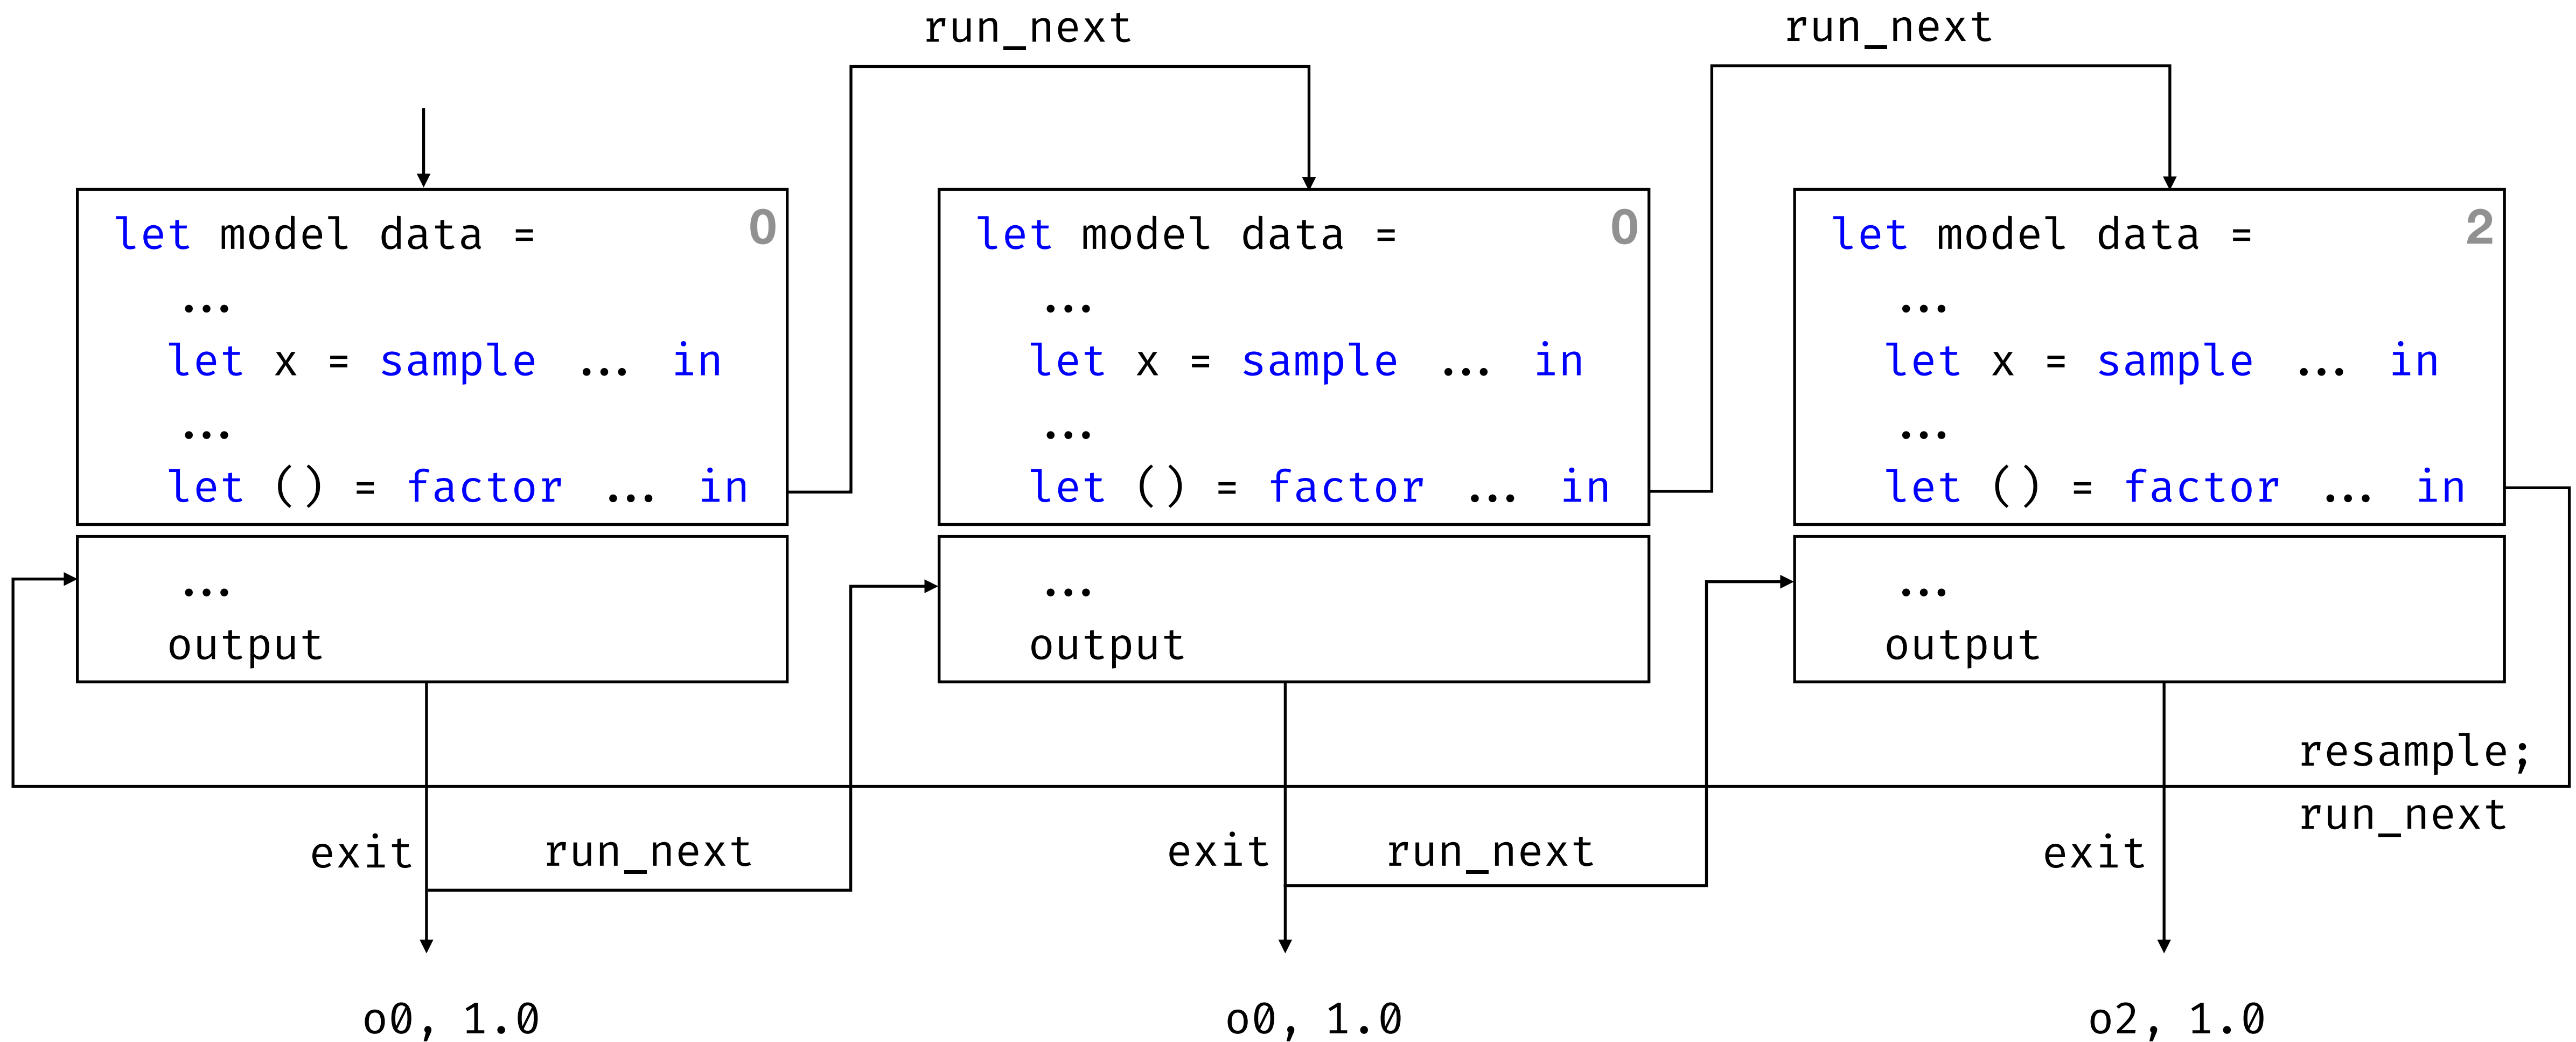 run_next
run_next
let model data = 0
...
let x = sample ... in
...
let () = factor ... in
...
output
let model data = 0
...
let x = sample ... in
...
let () = factor ... in
...
output
let model data = 2
...
let x = sample ... in
...
let () = factor ... in
...
output
resample;
run_next
exit
run_next
exit
run_next
exit
o0, 1.0
o0, 1.0
o2, 1.0